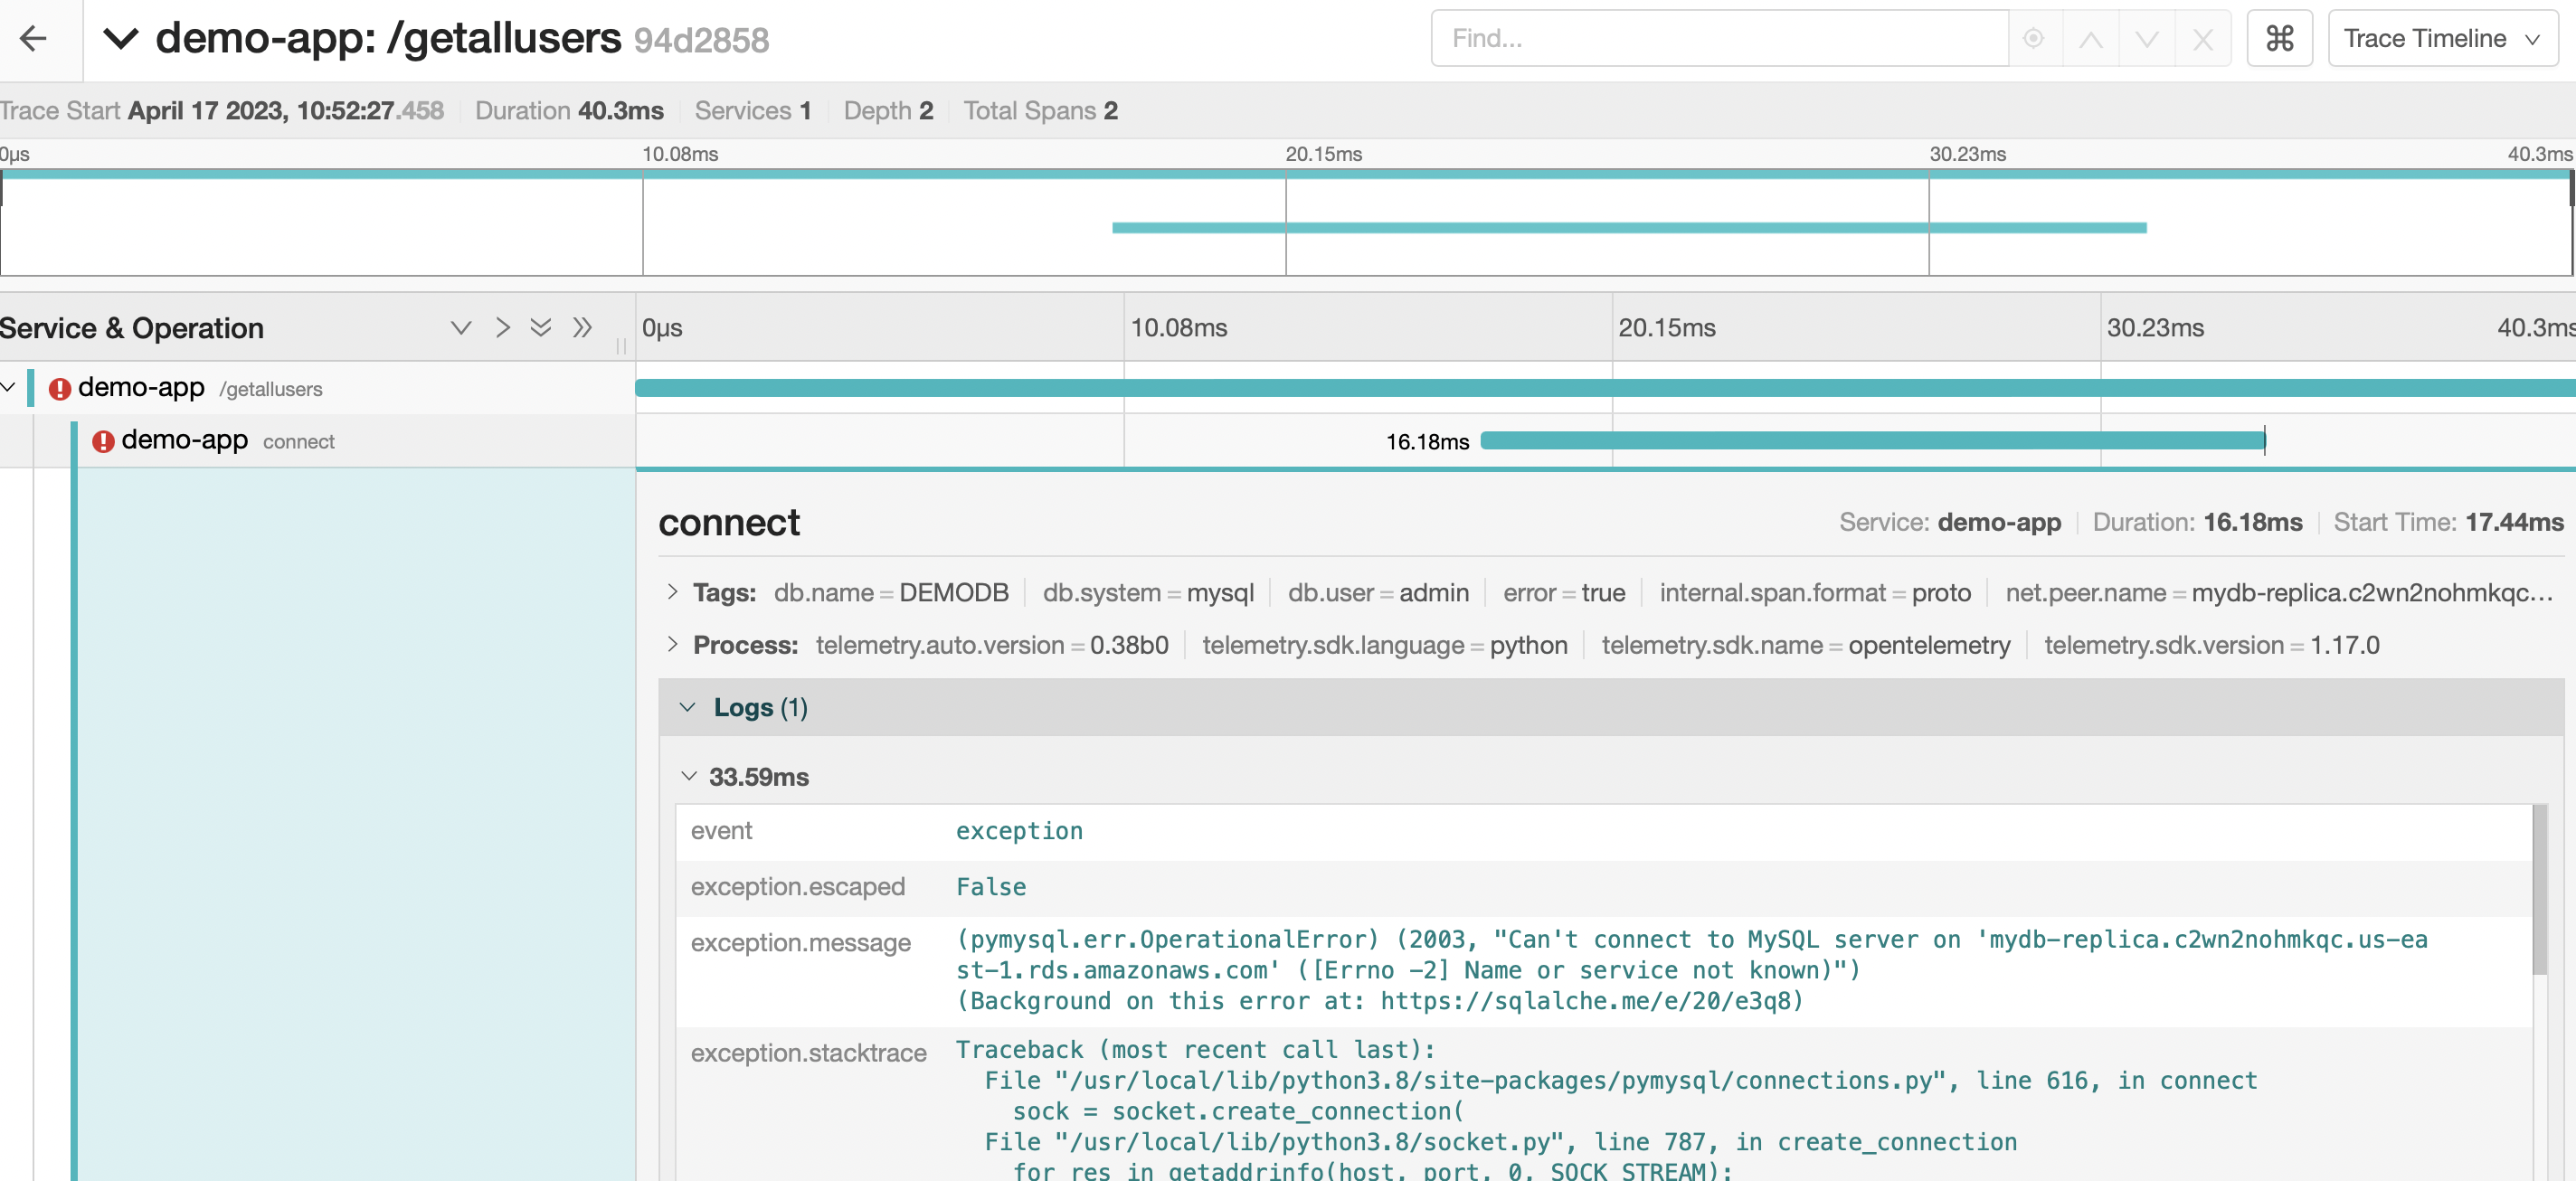 demo-app: /getallusers 94d2858
Find...
⌘
Trace Timeline
Trace Start April 17 2023, 10:52:27.458 Duration 40.3ms Services 1 Depth 2 Total Spans 2
0μs 10.08ms 20.15ms 30.23ms 40.3ms
Service & Operation
0μs 10.08ms 20.15ms 30.23ms 40.3ms
demo-app /getallusers
demo-app connect
16.18ms
connect
Service: demo-app Duration: 16.18ms Start Time: 17.44ms
Tags: db.name = DEMODB db.system = mysql db.user = admin error = true internal.span.format = proto net.peer.name = mydb-replica.c2wn2nohmkqc...
Process: telemetry.auto.version = 0.38b0 telemetry.sdk.language = python telemetry.sdk.name = opentelemetry telemetry.sdk.version = 1.17.0
Logs (1)
33.59ms
event exception
exception.escaped False
exception.message (pymysql.err.OperationalError) (2003, "Can't connect to MySQL server on 'mydb-replica.c2wn2nohmkqc.us-ea
st-1.rds.amazonaws.com' ([Errno -2] Name or service not known)")
(Background on this error at: https://sqlalche.me/e/20/e3q8)
exception.stacktrace Traceback (most recent call last):
File "/usr/local/lib/python3.8/site-packages/pymysql/connections.py", line 616, in connect
sock = socket.create_connection(
File "/usr/local/lib/python3.8/socket.py", line 787, in create_connection
for res in getaddrinfo(host, port, 0, SOCK_STREAM):